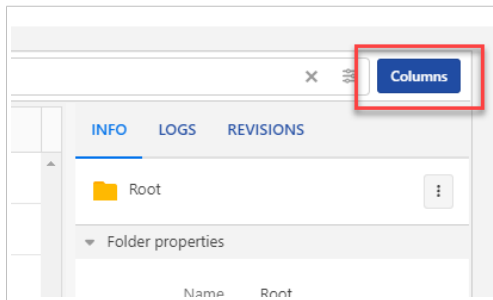 Columns
INFO LOGS REVISIONS
Root
Folder properties
Name Root